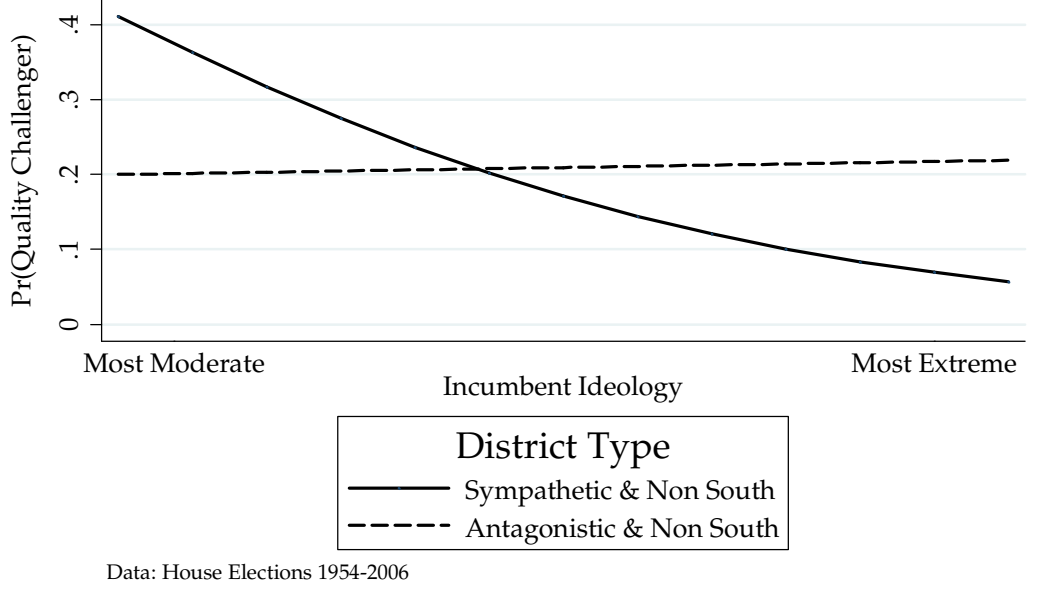 Pr(Quality Challenger)
.4
.3
.2
.1
0
Most Moderate
Most Extreme
Incumbent Ideology
District Type
Sympathetic & Non South
Antagonistic & Non South
Data: House Elections 1954-2006